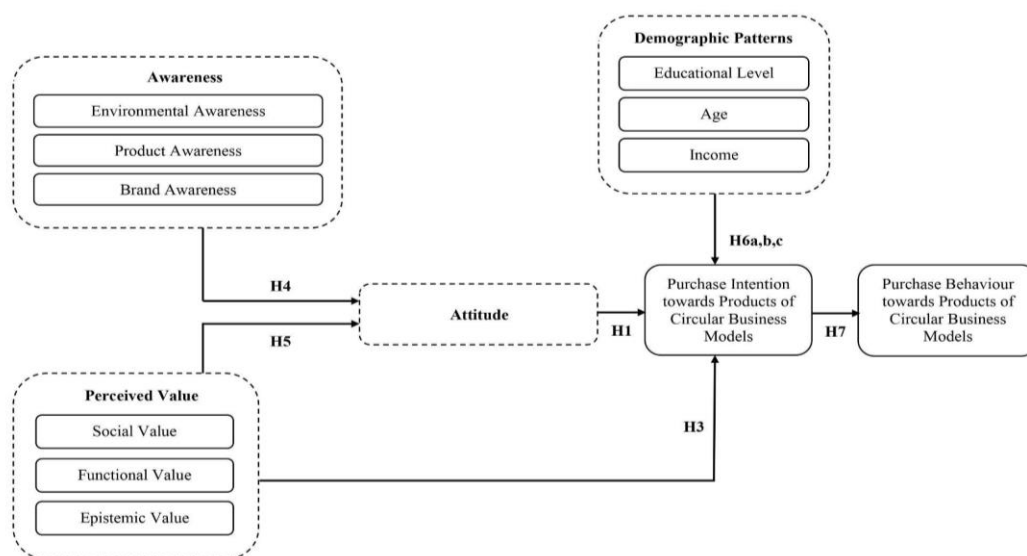 Demographic Patterns
Educational Level
Age
Income
Awareness
Environmental Awareness
Product Awareness
Brand Awareness
H6a,b,c
H4
Attitude
H1
Purchase Intention
towards Products of
Circular Business
Models
H7
Purchase Behaviour
towards Products of
Circular Business
Models
H5
Perceived Value
Social Value
Functional Value
Epistemic Value
H3